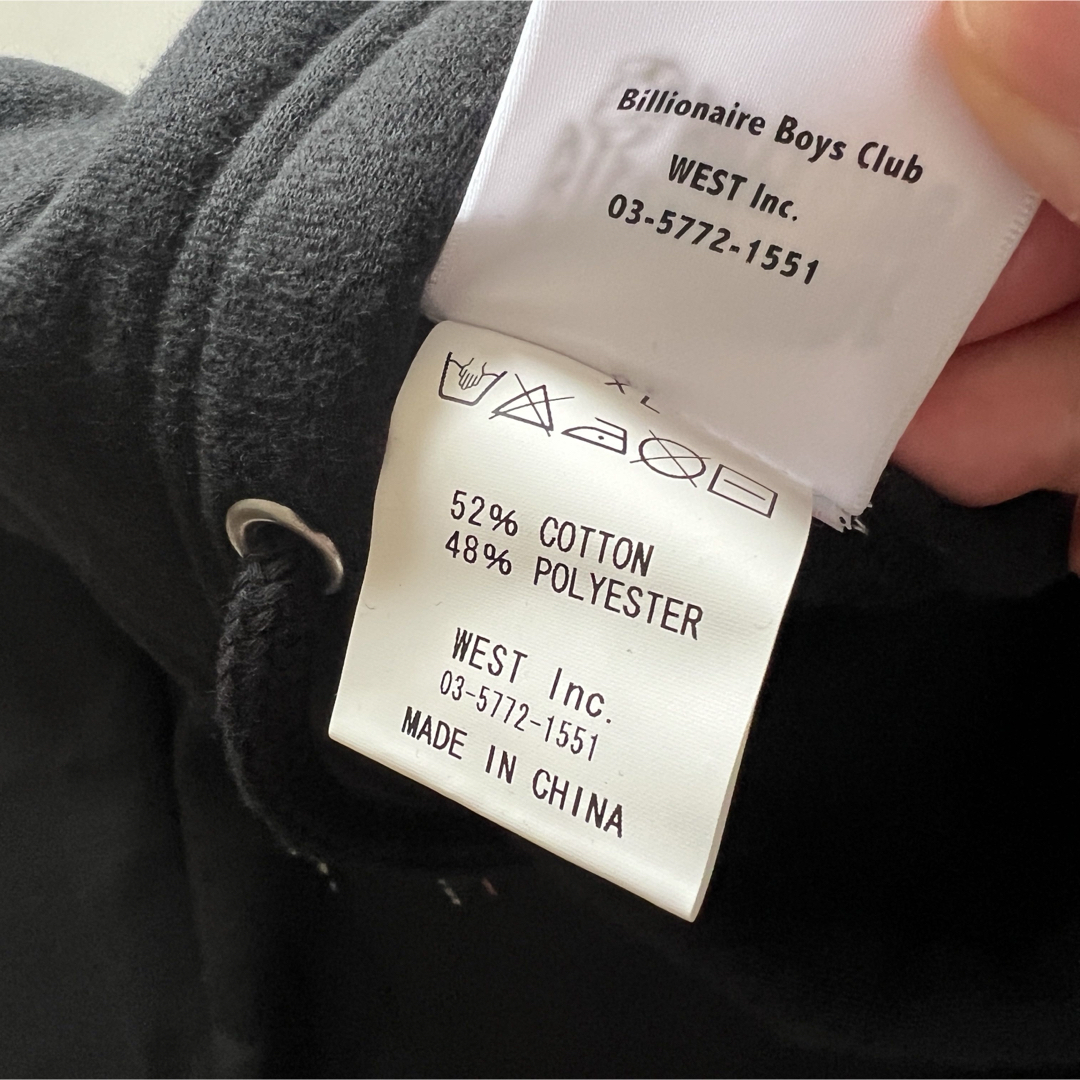 Billionaire Boys Club
WEST Inc.
03-5772-1551
XL
52% COTTON
48% POLYESTER
WEST Inc.
03-5772-1551
MADE IN CHINA